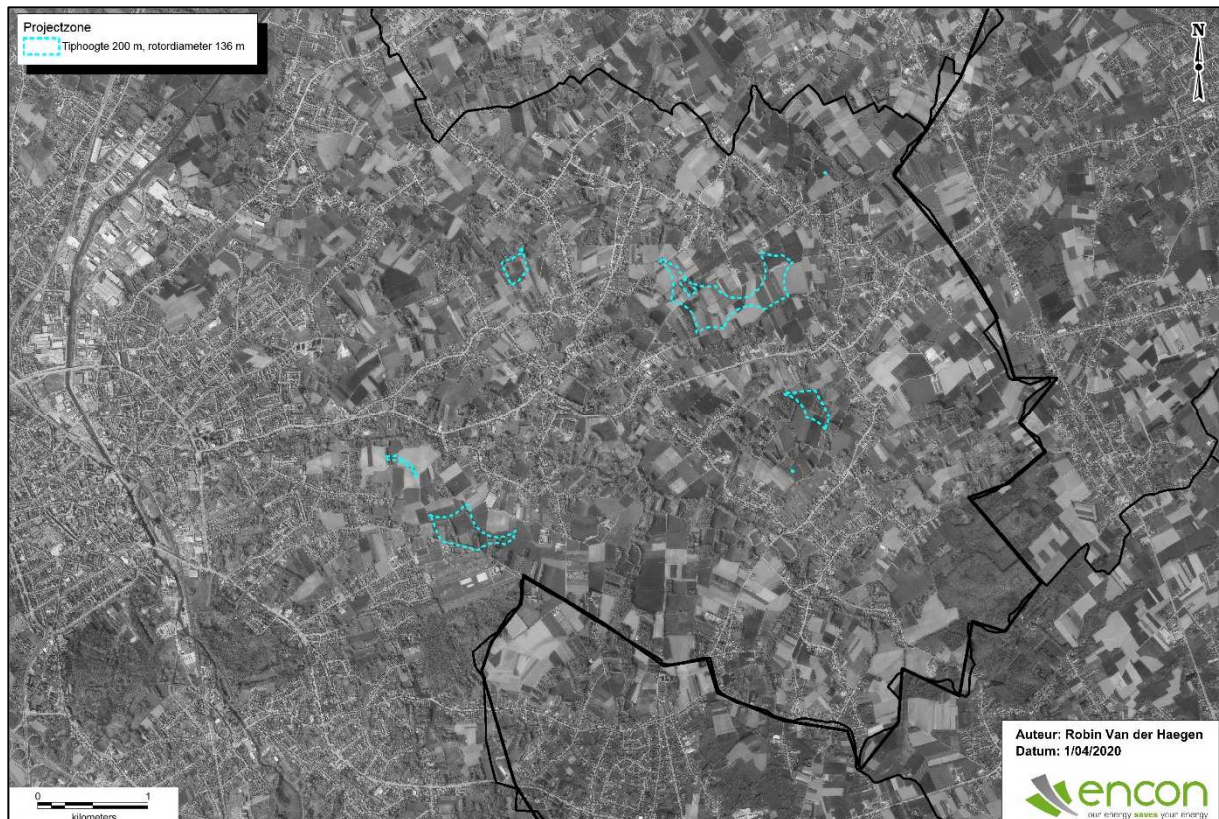 Projectzone
Tiphoogte 200 m, rotordiameter 136 m
N
Auteur: Robin Van der Haegen
Datum: 1/04/2020
encon
our energy saves your energy
0 1
kilometers